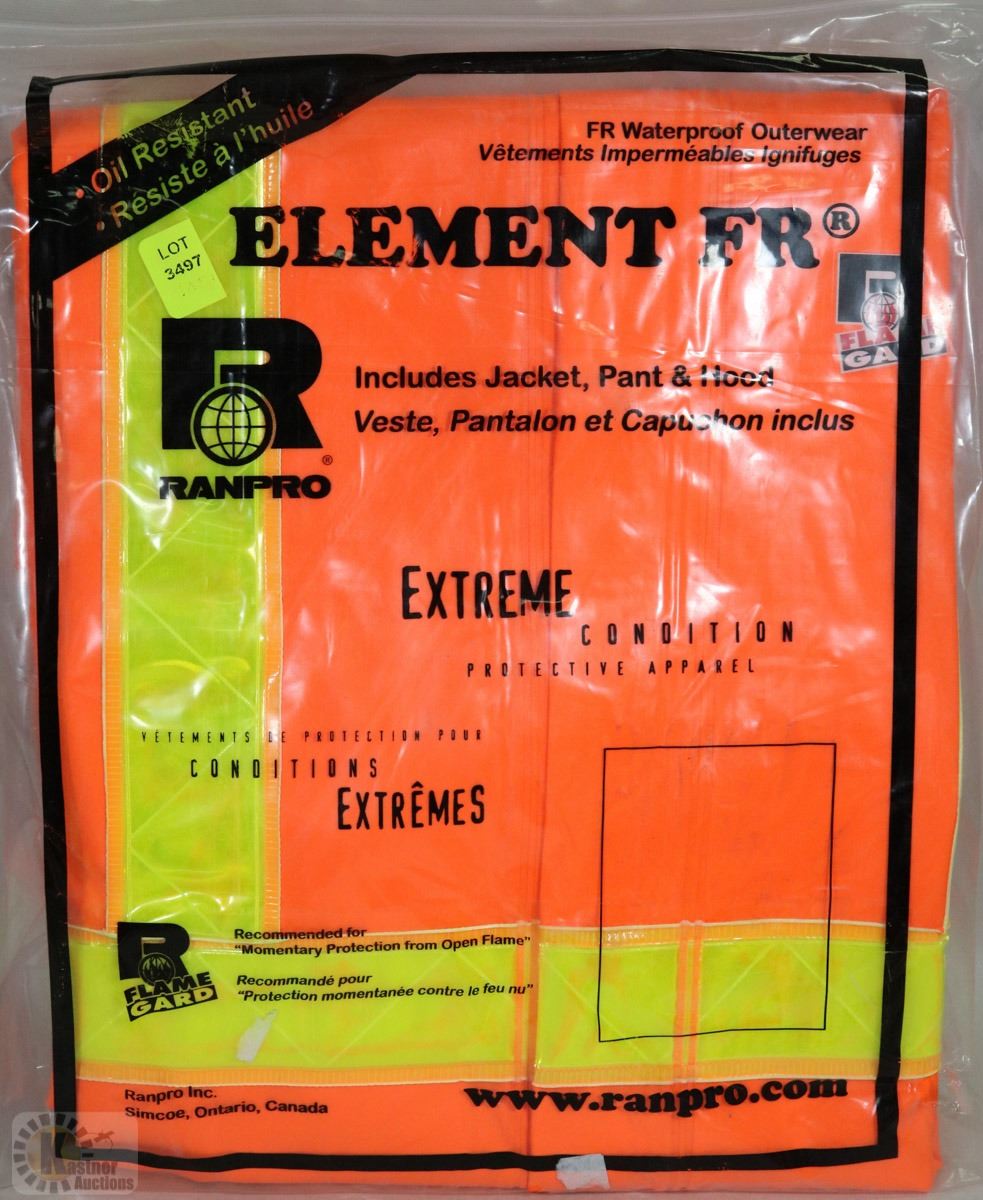 • Oil Resistant
• Résiste à l'huile
FR Waterproof Outerwear
Vêtements Imperméables Ignifuges
ELEMENT FR®
LOT
3497
R
FLAME
GARD
R
RANPRO®
Includes Jacket, Pant & Hood
Veste, Pantalon et Capuchon inclus
EXTREME
CONDITION
PROTECTIVE APPAREL
VÊTEMENTS DE PROTECTION POUR
CONDITIONS
EXTRÊMES
R
FLAME
GARD
Recommended for
"Momentary Protection from Open Flame"
Recommandé pour
"Protection momentanée contre le feu nu"
Ranpro Inc.
Simcoe, Ontario, Canada
www.ranpro.com
Kastner
Auctions